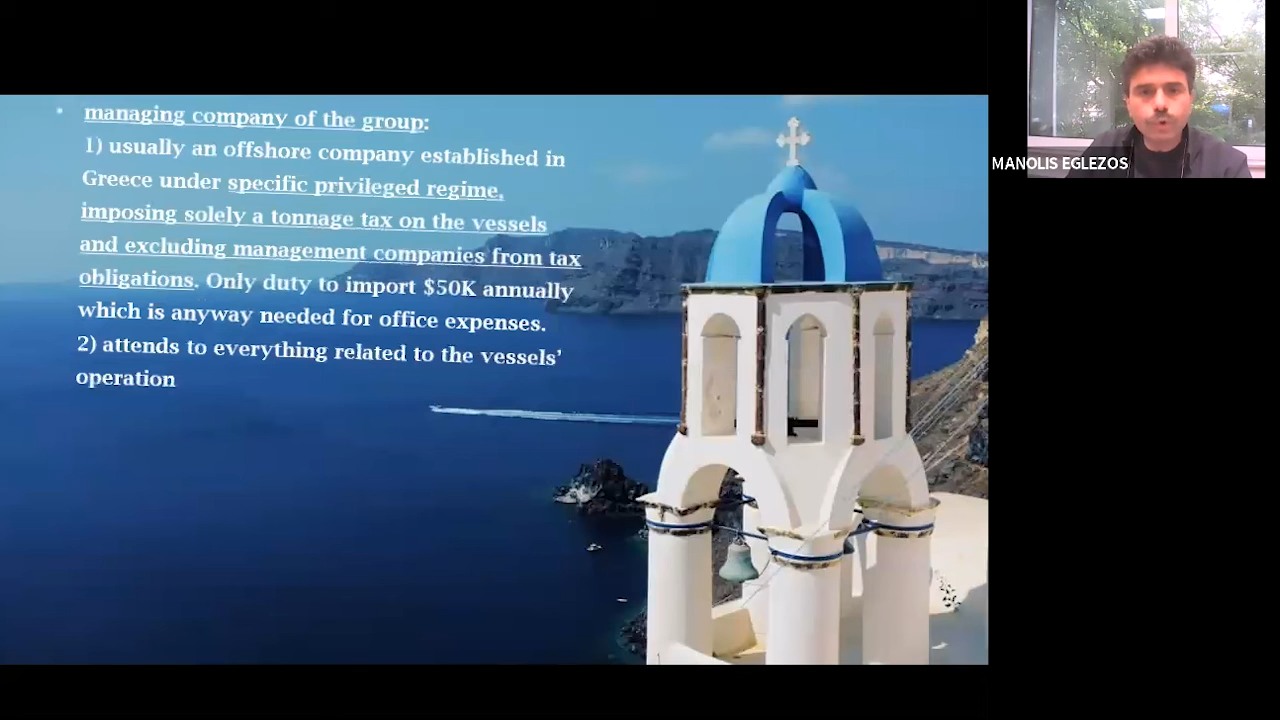 • managing company of the group:
1) usually an offshore company established in
Greece under specific privileged regime,
imposing solely a tonnage tax on the vessels
and excluding management companies from tax
obligations. Only duty to import $50K annually
which is anyway needed for office expenses.
2) attends to everything related to the vessels’
operation
MANOLIS EGLEZOS